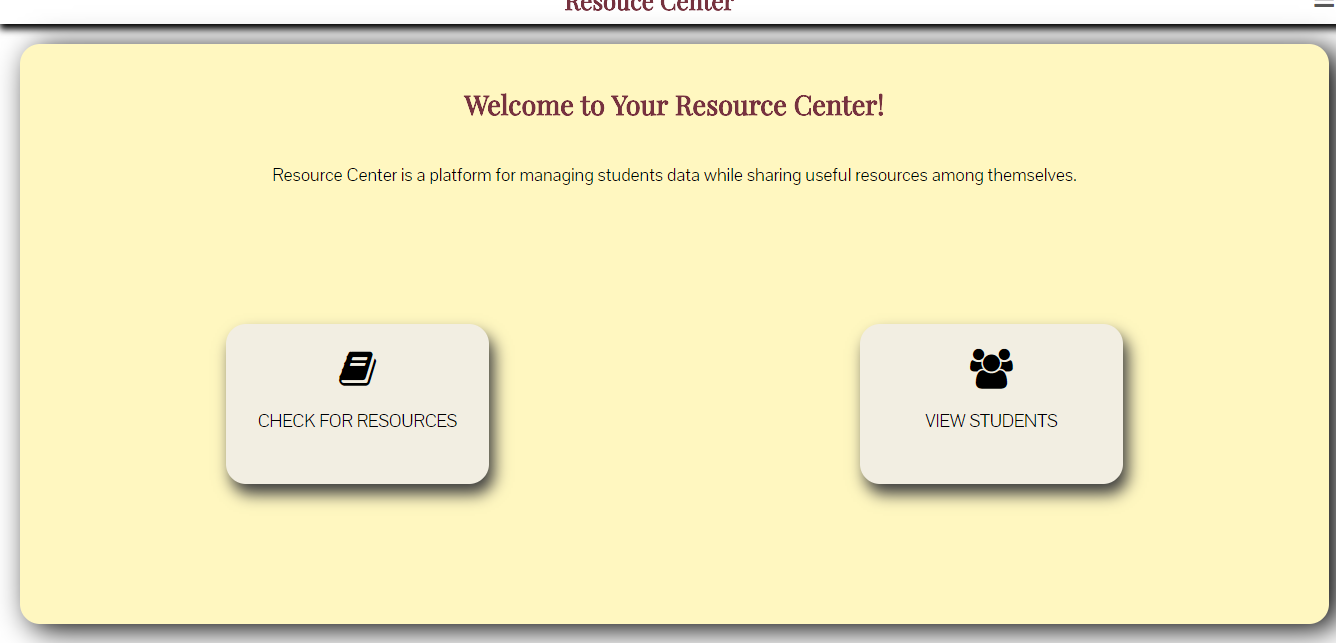 Resouce Center
Welcome to Your Resource Center!
Resource Center is a platform for managing students data while sharing useful resources among themselves.
CHECK FOR RESOURCES
VIEW STUDENTS